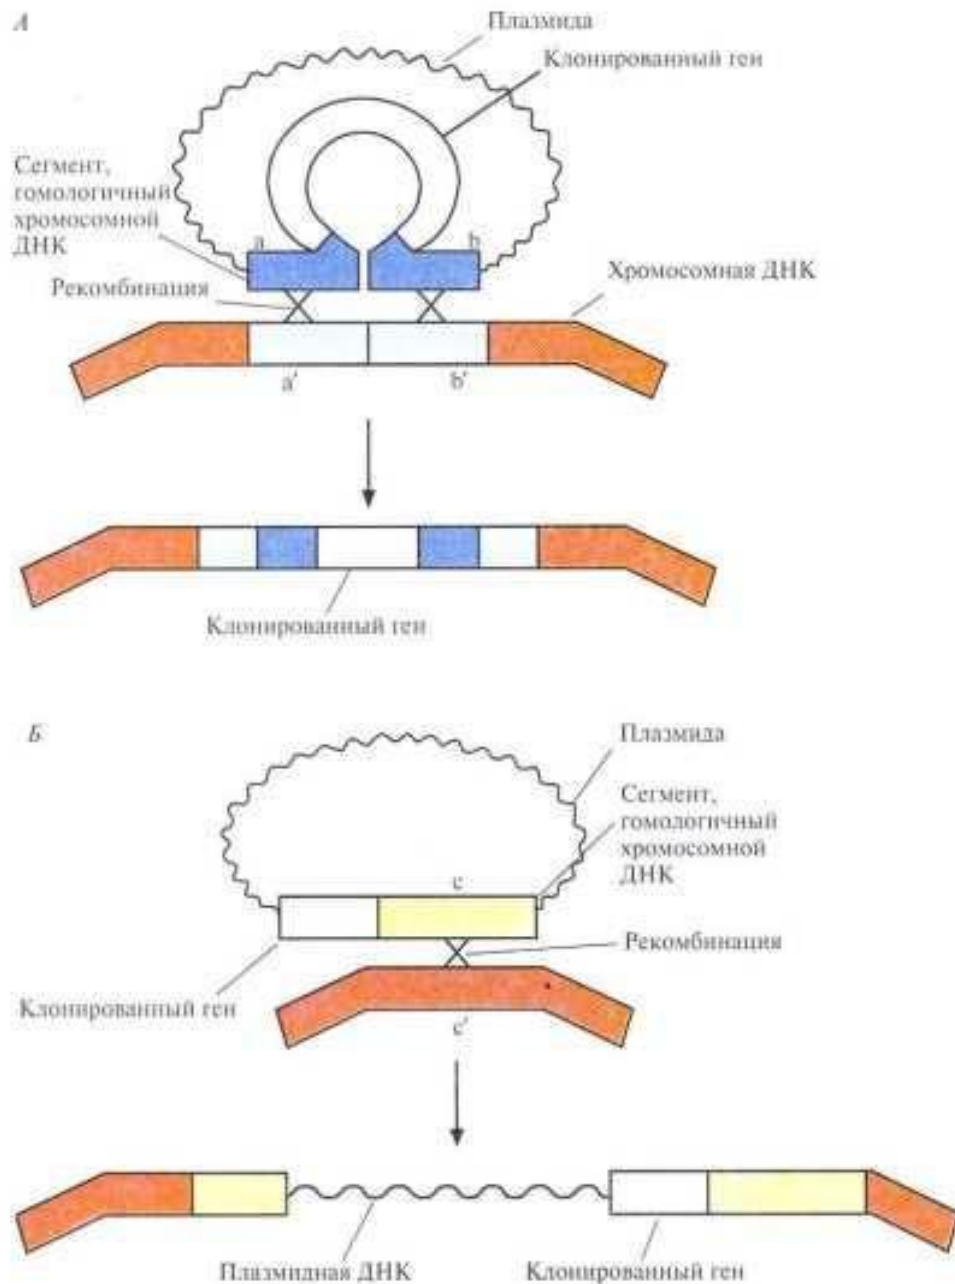 А
Плазмида
Клонированный ген
Сегмент,
гомологичный
хромосомной
ДНК
a
b
Рекомбинация
Хромосомная ДНК
a'
b'
Клонированный ген
Б
Плазмида
Сегмент,
гомологичный
хромосомной
ДНК
c
Рекомбинация
Клонированный ген
c'
Плазмидная ДНК
Клонированный ген